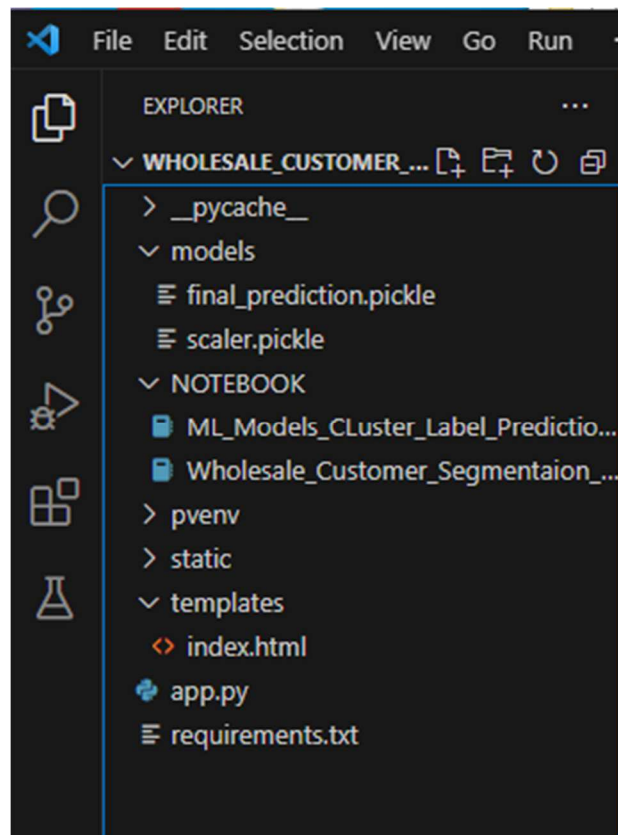 File Edit Selection View Go Run
EXPLORER
WHOLESALE_CUSTOMER_...
__pycache__
models
final_prediction.pickle
scaler.pickle
NOTEBOOK
ML_Models_CLuster_Label_Predictio...
Wholesale_Customer_Segmentaion_...
pvenv
static
templates
index.html
app.py
requirements.txt